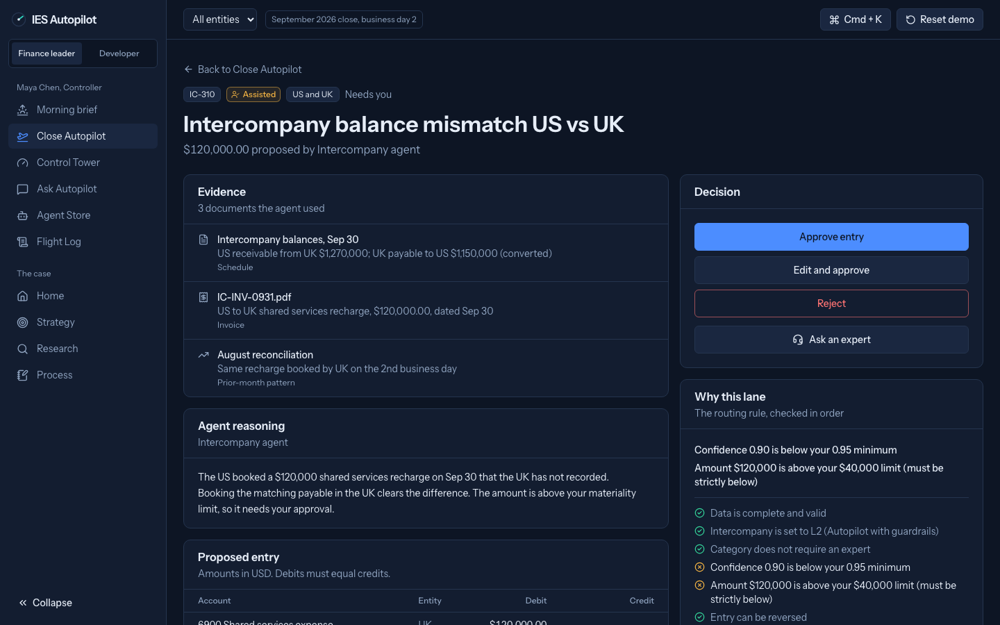 IES Autopilot
Finance leader
Developer
Maya Chen, Controller
Morning brief
Close Autopilot
Control Tower
Ask Autopilot
Agent Store
Flight Log
The case
Home
Strategy
Research
Process
Collapse
All entities
September 2026 close, business day 2
Cmd + K
Reset demo
Back to Close Autopilot
IC-310
Assisted
US and UK
Needs you
Intercompany balance mismatch US vs UK
$120,000.00 proposed by Intercompany agent
Evidence
3 documents the agent used
Intercompany balances, Sep 30
US receivable from UK $1,270,000; UK payable to US $1,150,000 (converted)
Schedule
IC-INV-0931.pdf
US to UK shared services recharge, $120,000.00, dated Sep 30
Invoice
August reconciliation
Same recharge booked by UK on the 2nd business day
Prior-month pattern
Agent reasoning
Intercompany agent
The US booked a $120,000 shared services recharge on Sep 30 that the UK has not recorded.
Booking the matching payable in the UK clears the difference. The amount is above your materiality
limit, so it needs your approval.
Proposed entry
Amounts in USD. Debits must equal credits.
Account Entity Debit Credit
6900 Shared services expense UK $120,000.00
Decision
Approve entry
Edit and approve
Reject
Ask an expert
Why this lane
The routing rule, checked in order
Confidence 0.90 is below your 0.95 minimum
Amount $120,000 is above your $40,000 limit (must be
strictly below)
Data is complete and valid
Intercompany is set to L2 (Autopilot with guardrails)
Category does not require an expert
Confidence 0.90 is below your 0.95 minimum
Amount $120,000 is above your $40,000 limit (must be
strictly below)
Entry can be reversed